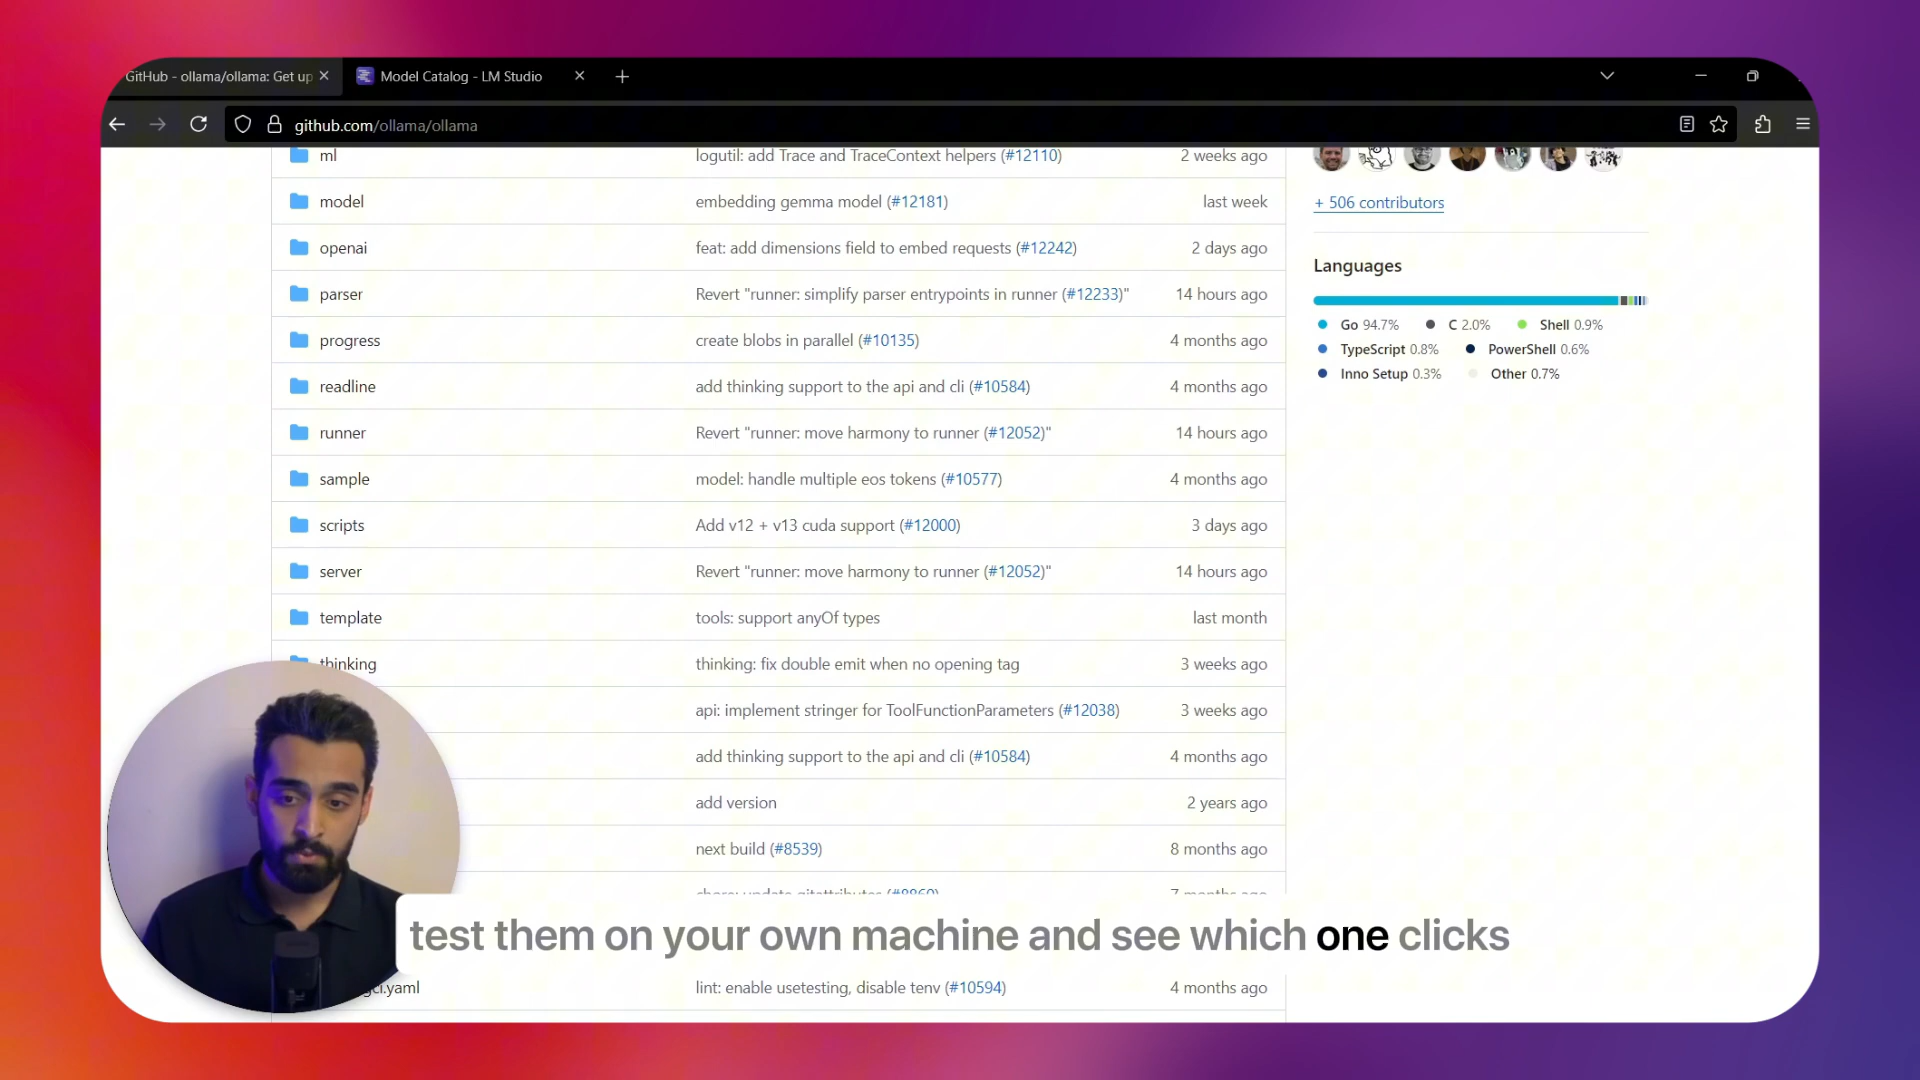 GitHub - ollama/ollama: Get up
Model Catalog - LM Studio
github.com/ollama/ollama
ml logutil: add Trace and TraceContext helpers (#12110) 2 weeks ago
model embedding gemma model (#12181) last week
openai feat: add dimensions field to embed requests (#12242) 2 days ago
parser Revert "runner: simplify parser entrypoints in runner (#12233)" 14 hours ago
progress create blobs in parallel (#10135) 4 months ago
readline add thinking support to the api and cli (#10584) 4 months ago
runner Revert "runner: move harmony to runner (#12052)" 14 hours ago
sample model: handle multiple eos tokens (#10577) 4 months ago
scripts Add v12 + v13 cuda support (#12000) 3 days ago
server Revert "runner: move harmony to runner (#12052)" 14 hours ago
template tools: support anyOf types last month
thinking thinking: fix double emit when no opening tag 3 weeks ago
api: implement stringer for ToolFunctionParameters (#12038) 3 weeks ago
add thinking support to the api and cli (#10584) 4 months ago
add version 2 years ago
next build (#8539) 8 months ago
chore: update gitattributes (#8860) 7 months ago
ci.yaml lint: enable usetesting, disable tenv (#10594) 4 months ago
+ 506 contributors
Languages
Go 94.7% C 2.0% Shell 0.9%
TypeScript 0.8% PowerShell 0.6%
Inno Setup 0.3% Other 0.7%
test them on your own machine and see which one clicks